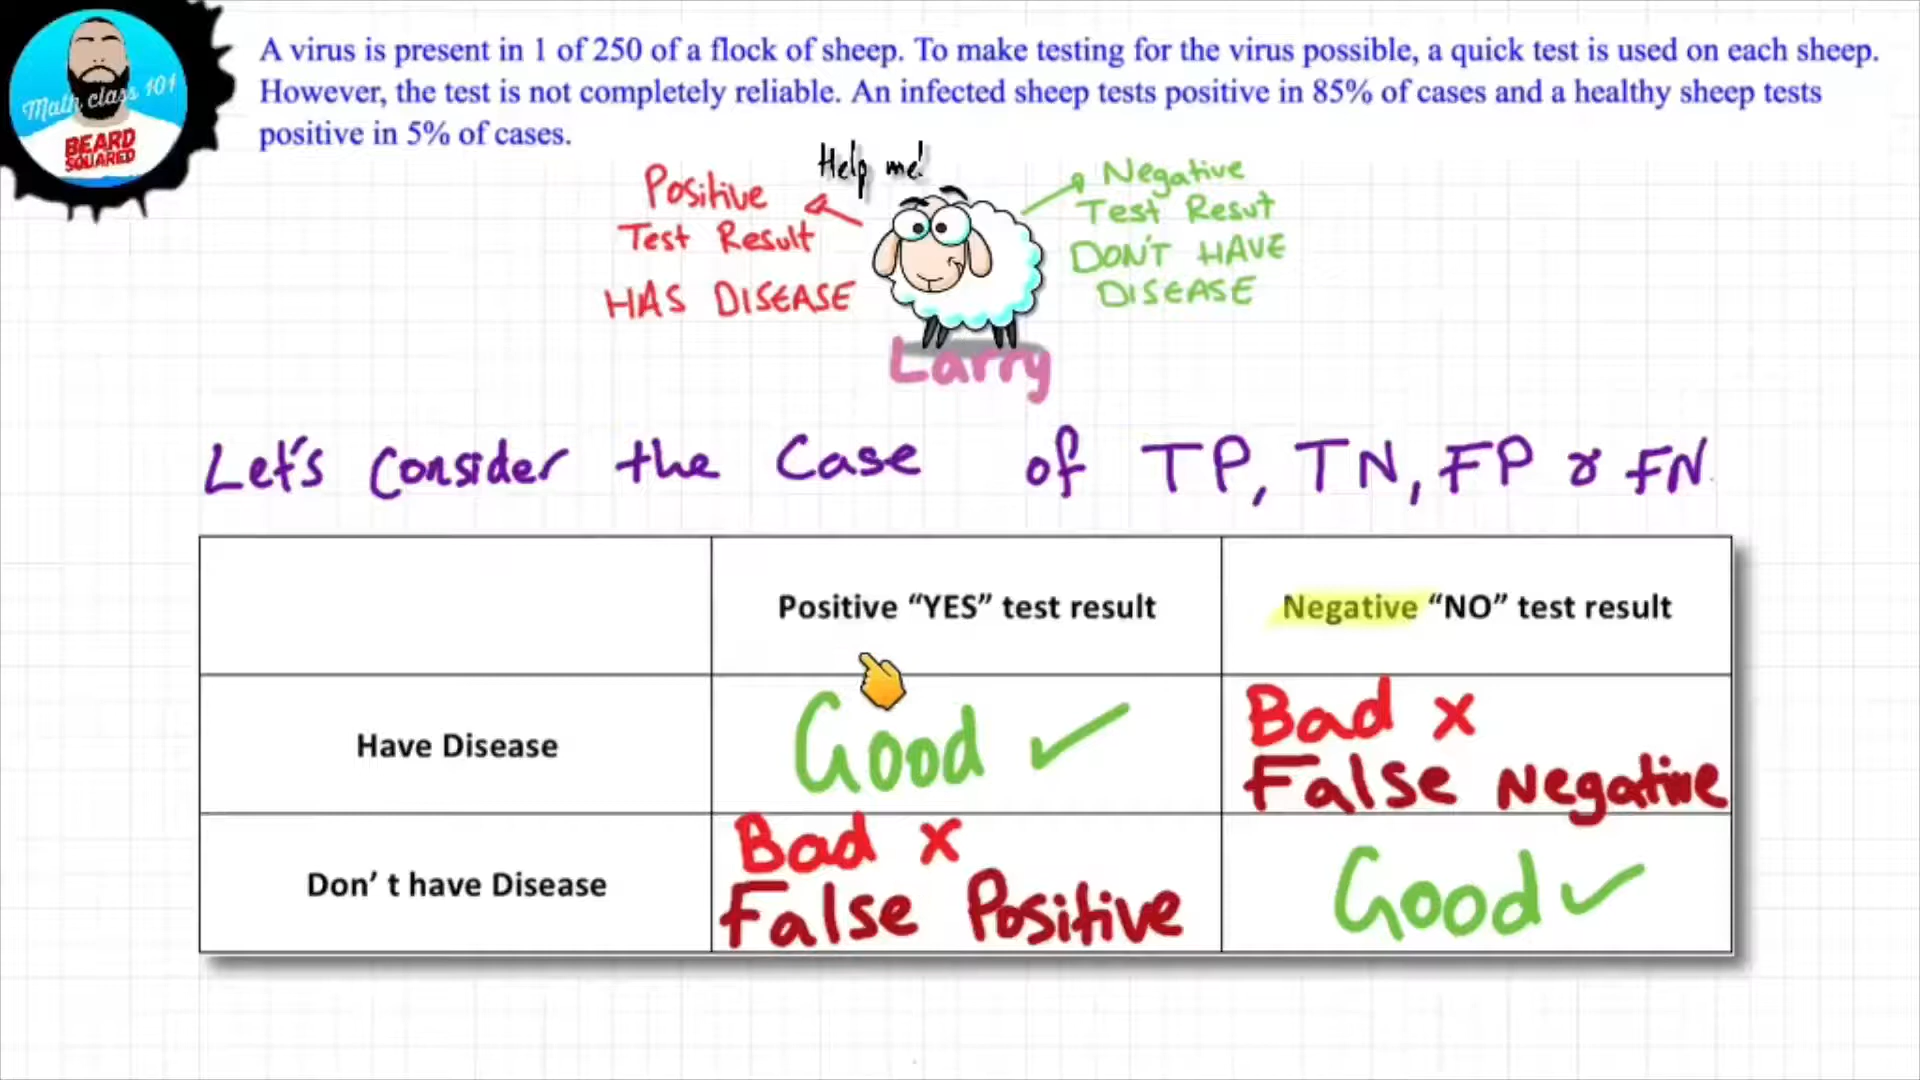 Math class 101
BEARD
SQUARED
A virus is present in 1 of 250 of a flock of sheep. To make testing for the virus possible, a quick test is used on each sheep.
However, the test is not completely reliable. An infected sheep tests positive in 85% of cases and a healthy sheep tests
positive in 5% of cases.
Help me!
Positive
Test Result
HAS DISEASE
Negative
Test Resut
DON'T HAVE
DISEASE
Larry
Let's Consider the Case of TP, TN, FP & FN.
Positive “YES” test result
Negative “NO” test result
Have Disease
Good ✓
Bad x
False Negative
Don’ t have Disease
Bad x
False Positive
Good ✓